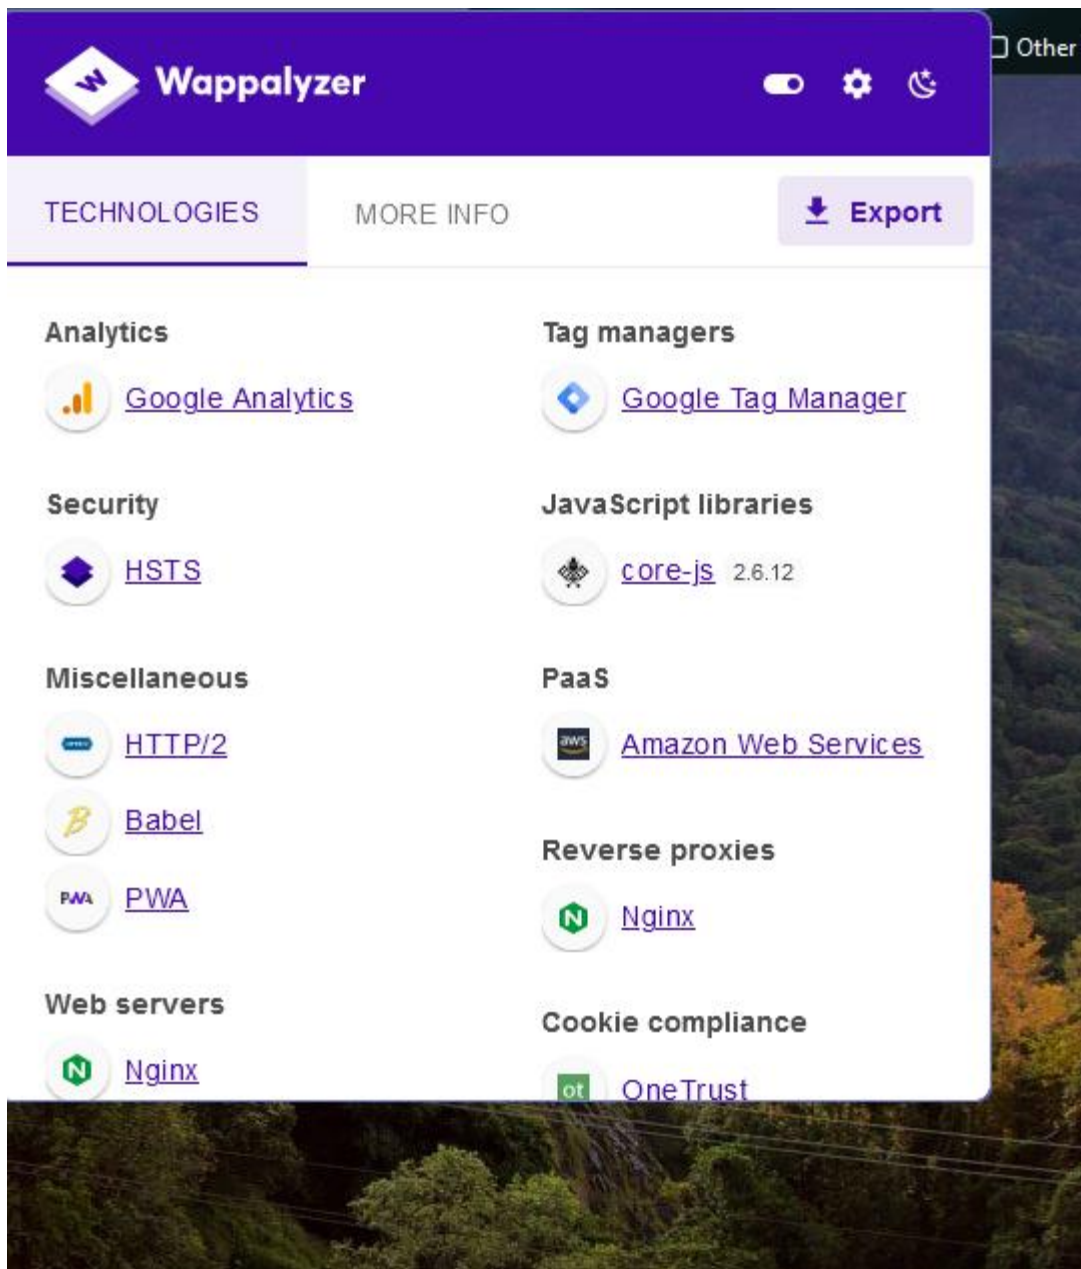 Other
Wappalyzer
TECHNOLOGIES
MORE INFO
Export
Analytics
Google Analytics
Security
HSTS
Miscellaneous
HTTP/2
Babel
PWA
PWA
Web servers
Nginx
Tag managers
Google Tag Manager
JavaScript libraries
core-js 2.6.12
PaaS
aws
Amazon Web Services
Reverse proxies
N
Nginx
Cookie compliance
ot
OneTrust